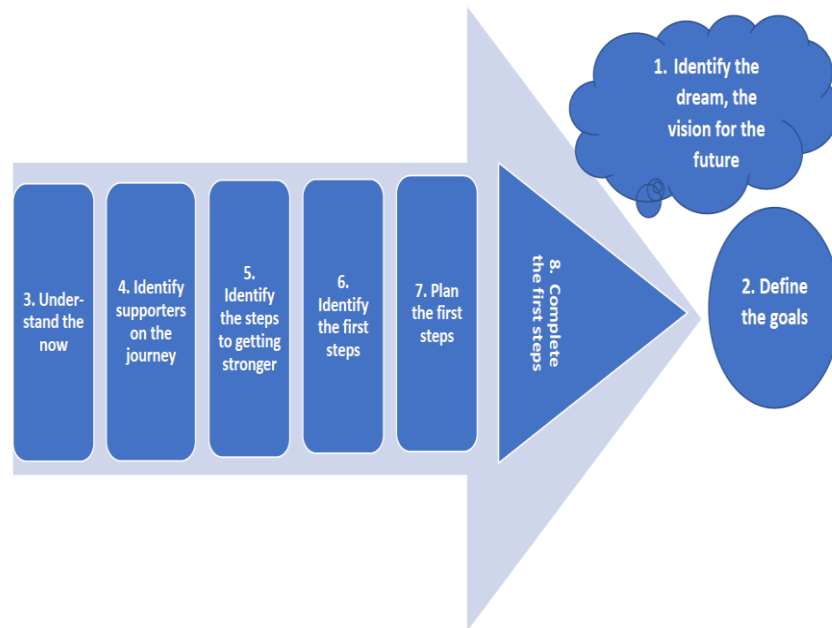 1. Identify the
dream, the
vision for the
future
2. Define
the goals
3. Under-
stand the
now
4. Identify
supporters
on the
journey
5.
Identify
the steps
to getting
stronger
6.
Identify
the first
steps
7. Plan
the first
steps
8. Complete
the first steps